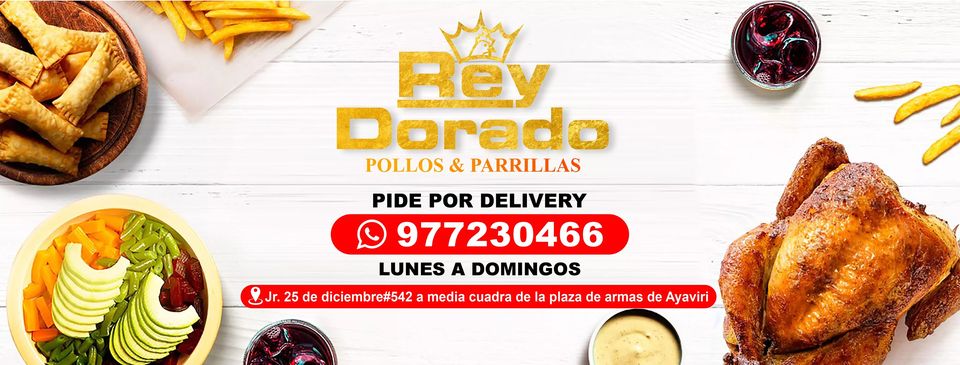 Rey
Dorado
POLLOS & PARRILLAS
PIDE POR DELIVERY
977230466
LUNES A DOMINGOS
Jr. 25 de diciembre#542 a media cuadra de la plaza de armas de Ayaviri